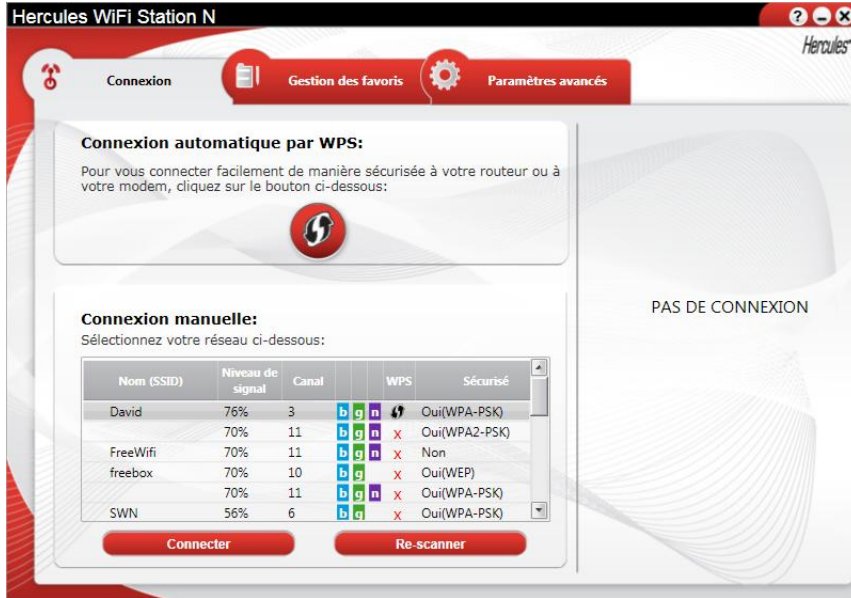 Hercules WiFi Station N
?
Hercules
Connexion
Gestion des favoris
Paramètres avancés
Connexion automatique par WPS:
Pour vous connecter facilement de manière sécurisée à votre routeur ou à
votre modem, cliquez sur le bouton ci-dessous:
Connexion manuelle:
Sélectionnez votre réseau ci-dessous:
Nom (SSID) Niveau de signal Canal WPS Sécurisé
David 76% 3 b g n Oui(WPA-PSK)
70% 11 b g n x Oui(WPA2-PSK)
FreeWifi 70% 11 b g n x Non
freebox 70% 10 b g x Oui(WEP)
70% 11 b g n x Oui(WPA-PSK)
SWN 56% 6 b g x Oui(WPA-PSK)
Connecter
Re-scanner
PAS DE CONNEXION